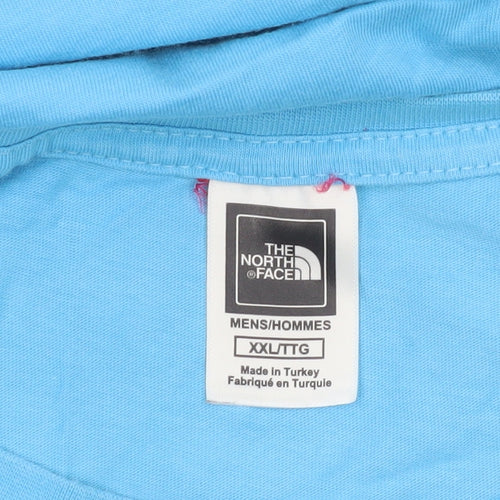 THE
NORTH
FACE
®
MENS/HOMMES
XXL/TTG
Made in Turkey
Fabriqué en Turquie